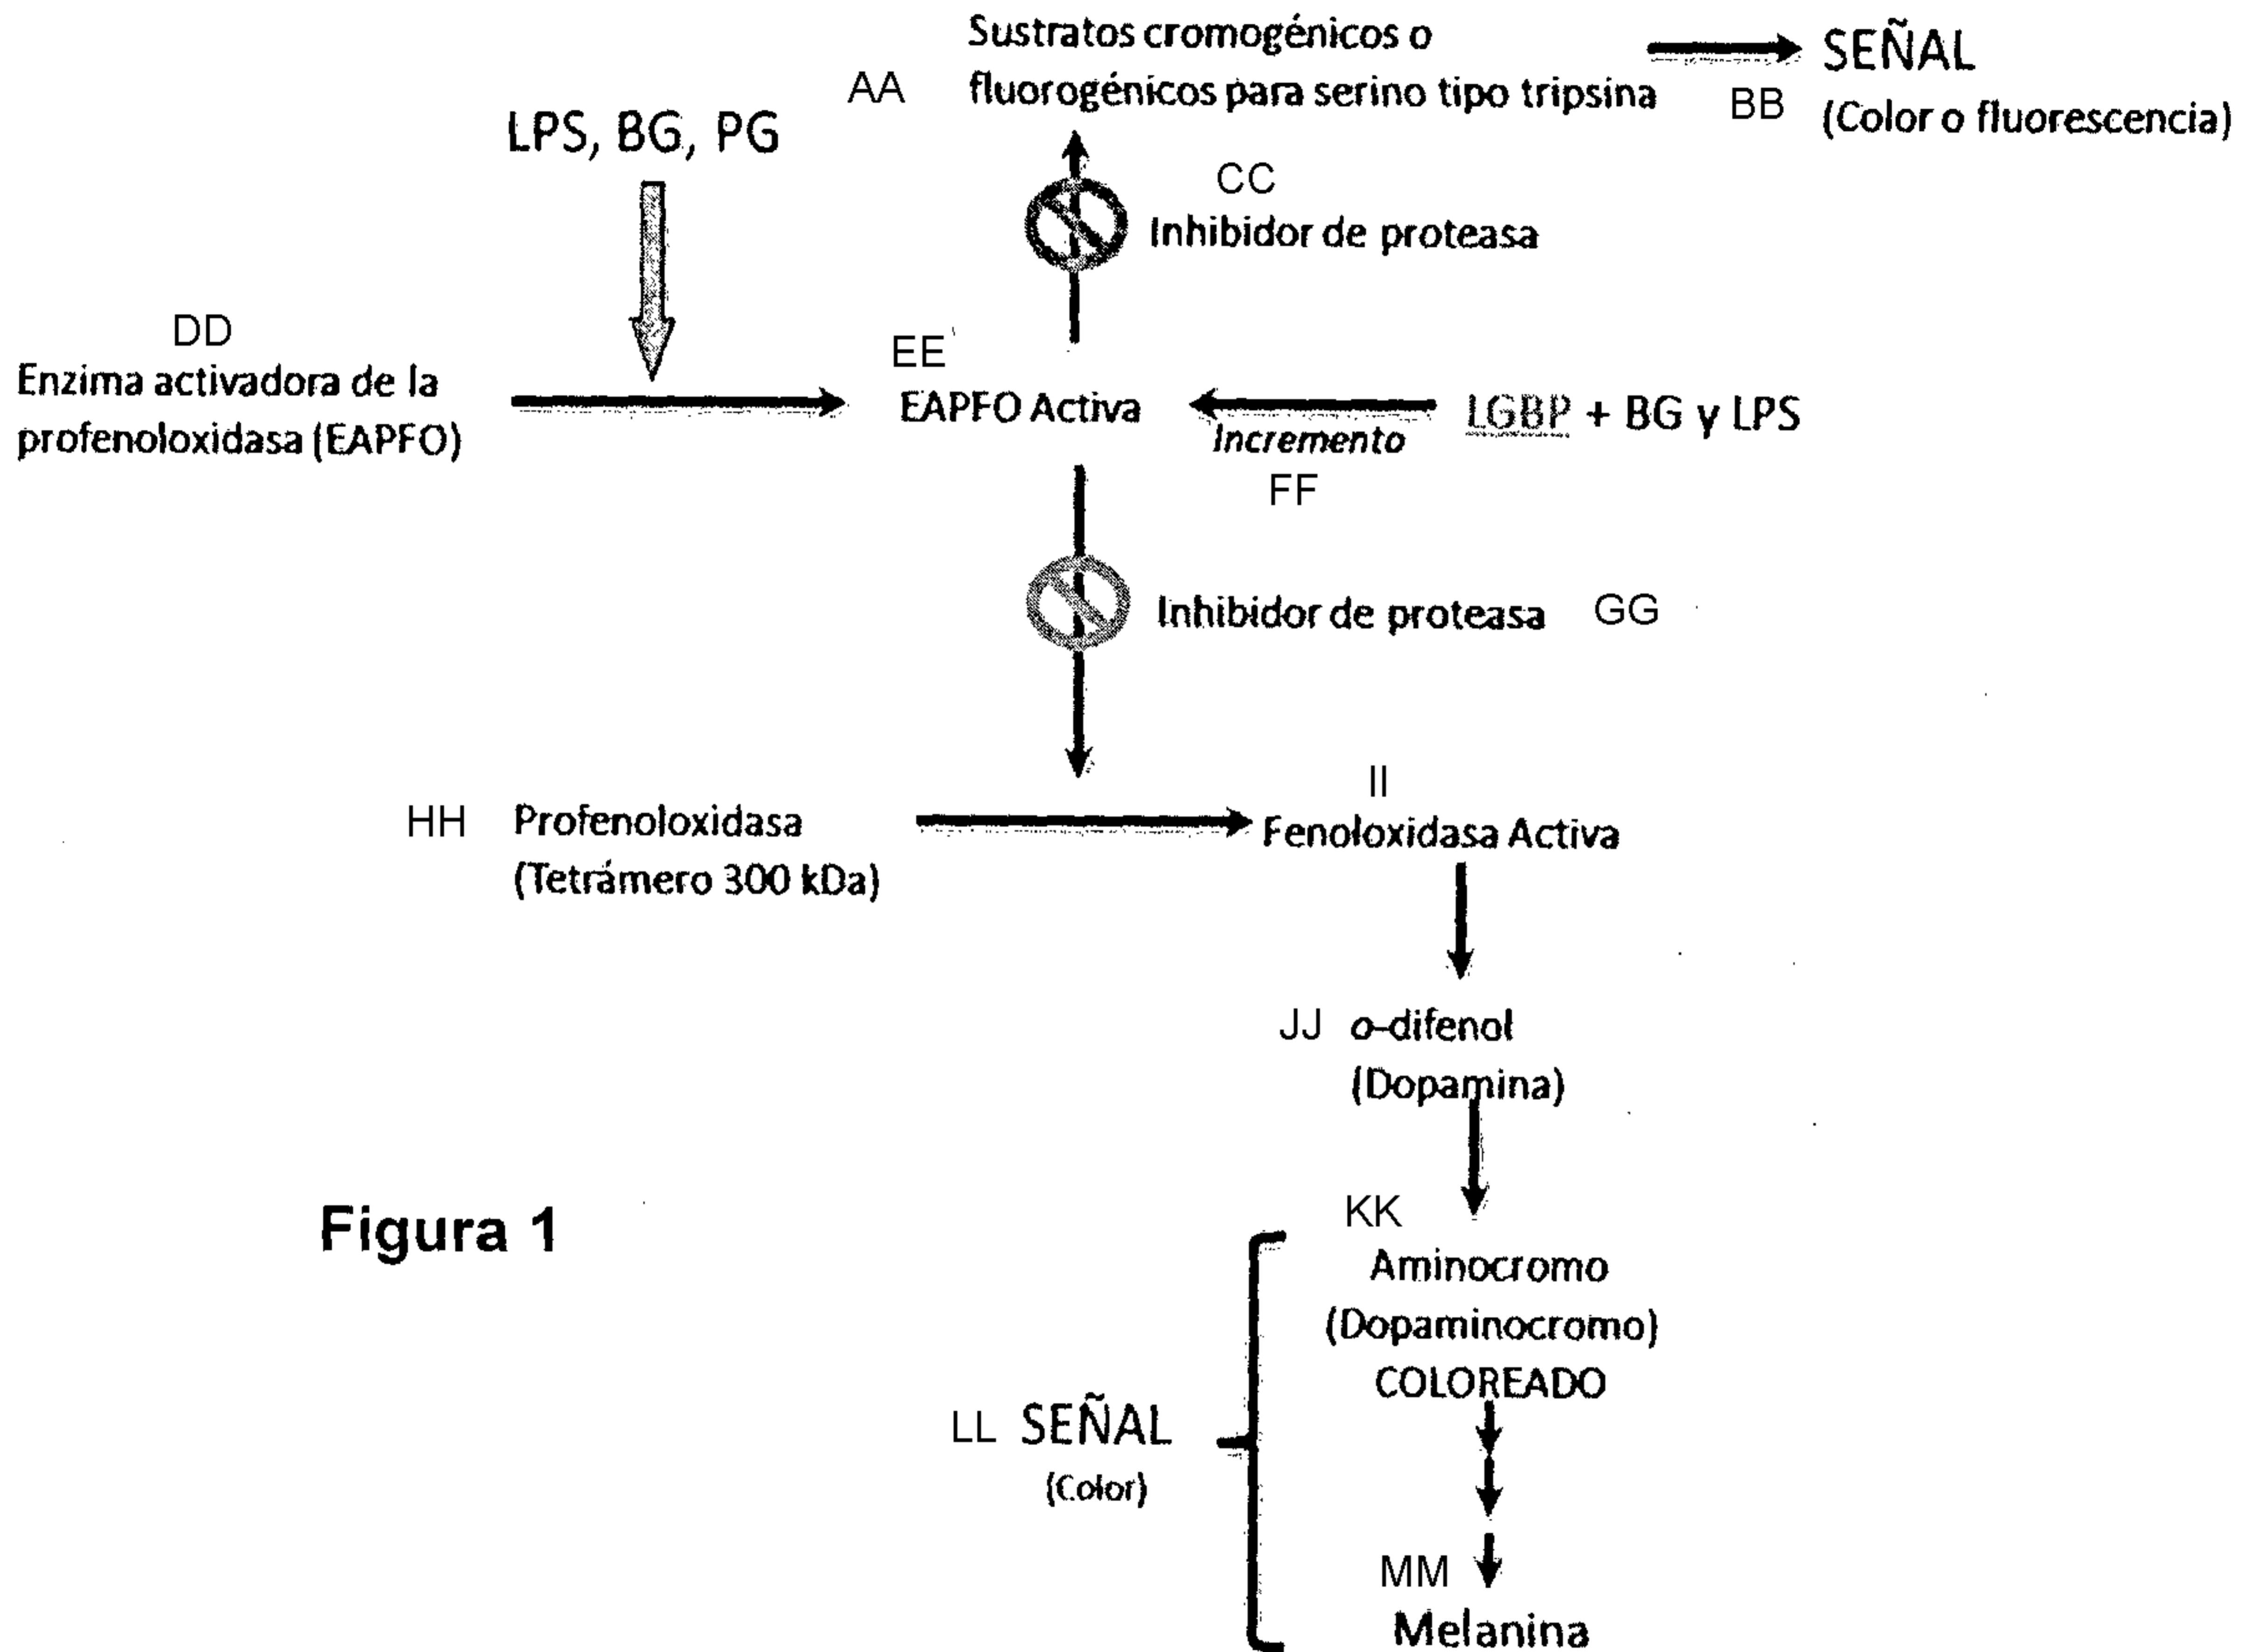 Sustratos cromogénicos o
AA fluorogénicos para serino tipo tripsina
SEÑAL
BB (Color o fluorescencia)
LPS, BG, PG
CC
Inhibidor de proteasa
DD
Enzima activadora de la
profenoloxidasa (EAPFO)
EE
EAPFO Activa
LGBP + BG y LPS
Incremento
FF
Inhibidor de proteasa GG
HH Profenoloxidasa
(Tetrámero 300 kDa)
II
Fenoloxidasa Activa
JJ o-difenol
(Dopamina)
Figura 1
KK
Aminocromo
(Dopaminocromo)
COLOREADO
LL SEÑAL
(Color)
MM
Melanina